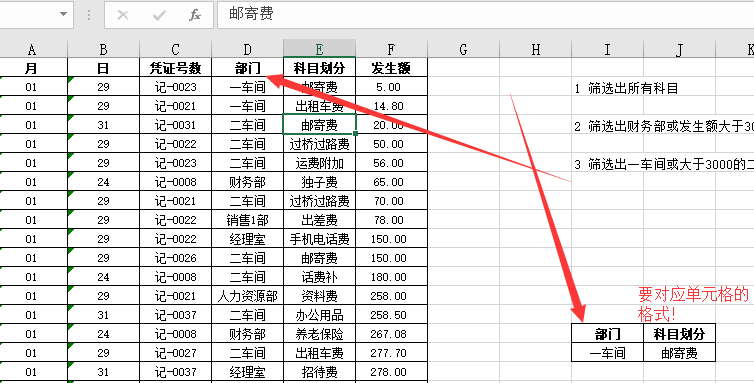 邮寄费
A B C D E F G H I J K
月 日 凭证号数 部门 科目划分 发生额
01 29 记-0023 一车间 邮寄费 5.00
01 29 记-0021 一车间 出租车费 14.80
01 31 记-0031 二车间 邮寄费 20.00
01 29 记-0022 二车间 过桥过路费 50.00
01 29 记-0023 二车间 运费附加 56.00
01 24 记-0008 财务部 独子费 65.00
01 29 记-0021 二车间 过桥过路费 70.00
01 29 记-0022 销售1部 出差费 78.00
01 29 记-0022 经理室 手机电话费 150.00
01 29 记-0026 二车间 邮寄费 150.00
01 24 记-0008 二车间 话费补 180.00
01 29 记-0021 人力资源部 资料费 258.00
01 31 记-0037 二车间 办公用品 258.50
01 24 记-0008 财务部 养老保险 267.08
01 29 记-0027 二车间 出租车费 277.70
01 31 记-0037 经理室 招待费 278.00
1 筛选出所有科目
2 筛选出财务部或发生额大于30
3 筛选出一车间或大于3000的二
要对应单元格的
格式!
部门 科目划分
一车间 邮寄费